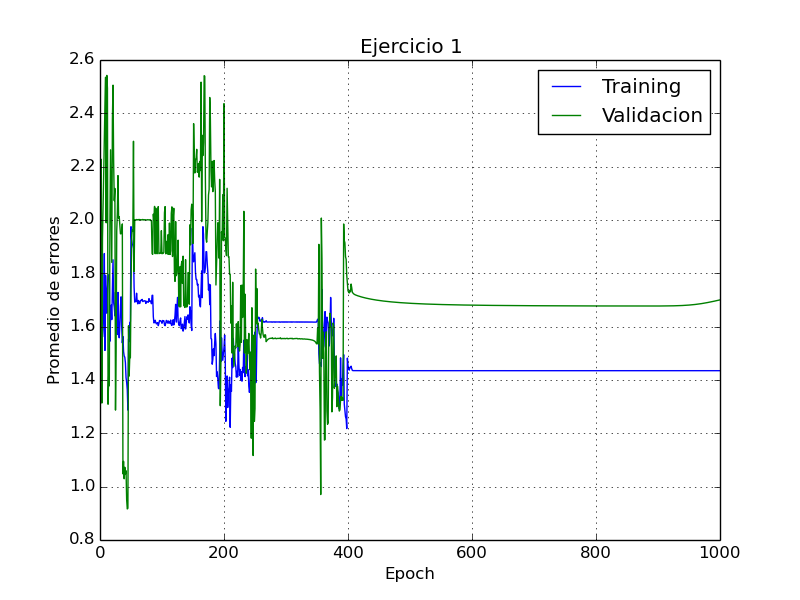 Ejercicio 1
2.6
2.4
2.2
2.0
1.8
1.6
1.4
1.2
1.0
0.8
Promedio de errores
Training
Validacion
0 200 400 600 800 1000
Epoch